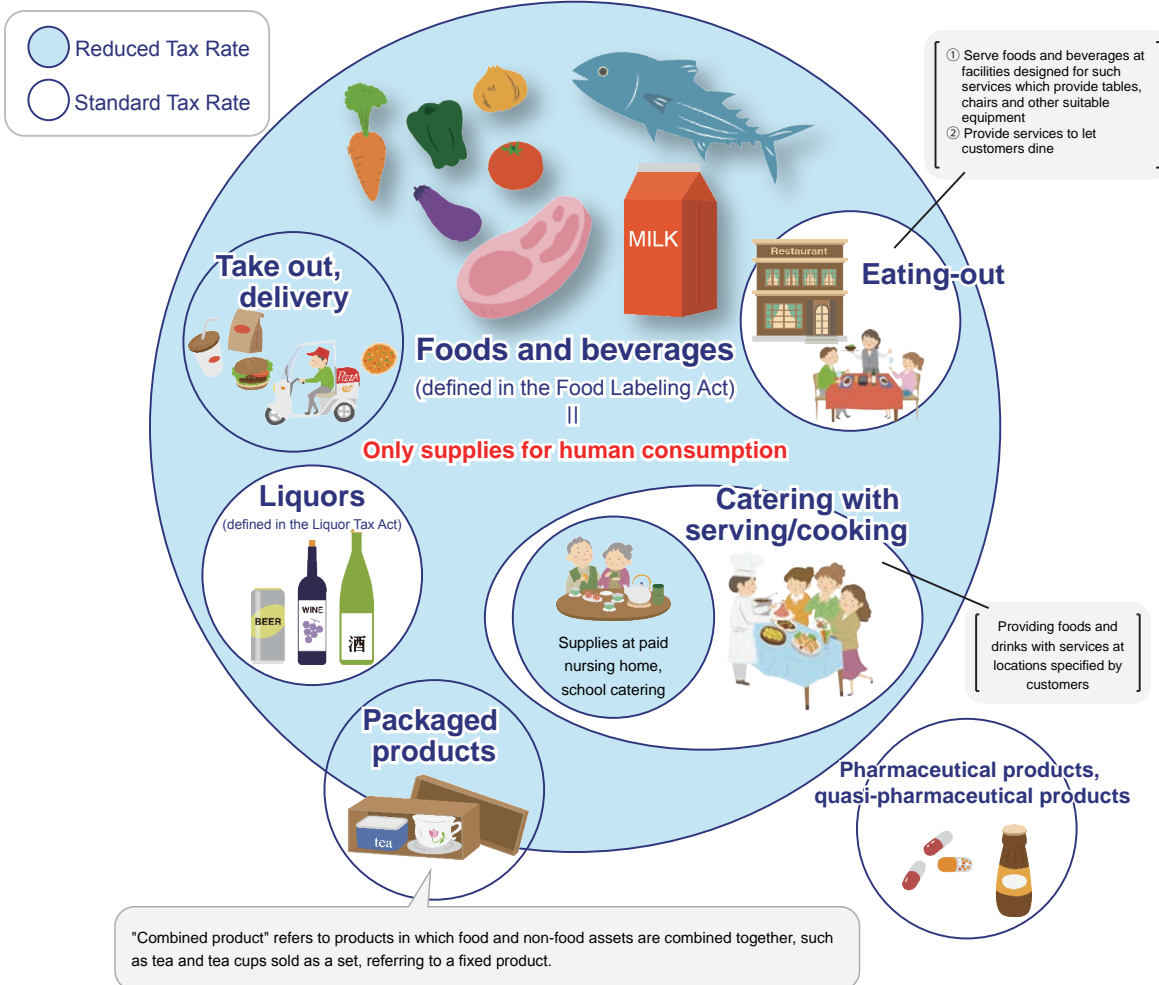 Reduced Tax Rate
Standard Tax Rate
① Serve foods and beverages at
facilities designed for such
services which provide tables,
chairs and other suitable
equipment
② Provide services to let
customers dine
MILK
Restaurant
Eating-out
Take out,
delivery
PIZZA
Foods and beverages
(defined in the Food Labeling Act)
||
Only supplies for human consumption
Liquors
(defined in the Liquor Tax Act)
BEER
WINE
酒
Catering with
serving/cooking
Supplies at paid
nursing home,
school catering
Providing foods and
drinks with services at
locations specified by
customers
Packaged
products
tea
Pharmaceutical products,
quasi-pharmaceutical products
"Combined product" refers to products in which food and non-food assets are combined together, such
as tea and tea cups sold as a set, referring to a fixed product.